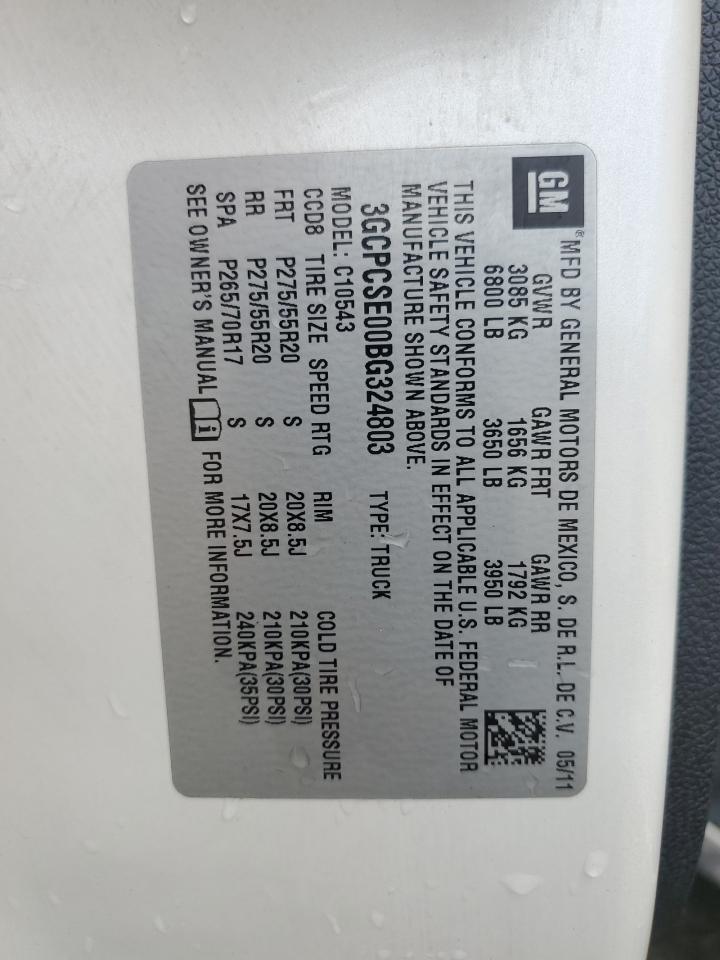 GM
® MFD BY GENERAL MOTORS DE MEXICO, S. DE R.L. DE C.V. 05/11
GVWR GAWR FRT GAWR RR
3085 KG 1656 KG 1792 KG
6800 LB 3650 LB 3950 LB
THIS VEHICLE CONFORMS TO ALL APPLICABLE U.S. FEDERAL MOTOR
VEHICLE SAFETY STANDARDS IN EFFECT ON THE DATE OF
MANUFACTURE SHOWN ABOVE.
3GCPCSE00BG324803 TYPE: TRUCK
MODEL: C10543
CCD8 TIRE SIZE SPEED RTG RIM COLD TIRE PRESSURE
FRT P275/55R20 S 20X8.5J 210KPA(30PSI)
RR P275/55R20 S 20X8.5J 210KPA(30PSI)
SPA P265/70R17 S 17X7.5J 240KPA(35PSI)
SEE OWNER'S MANUAL i FOR MORE INFORMATION.